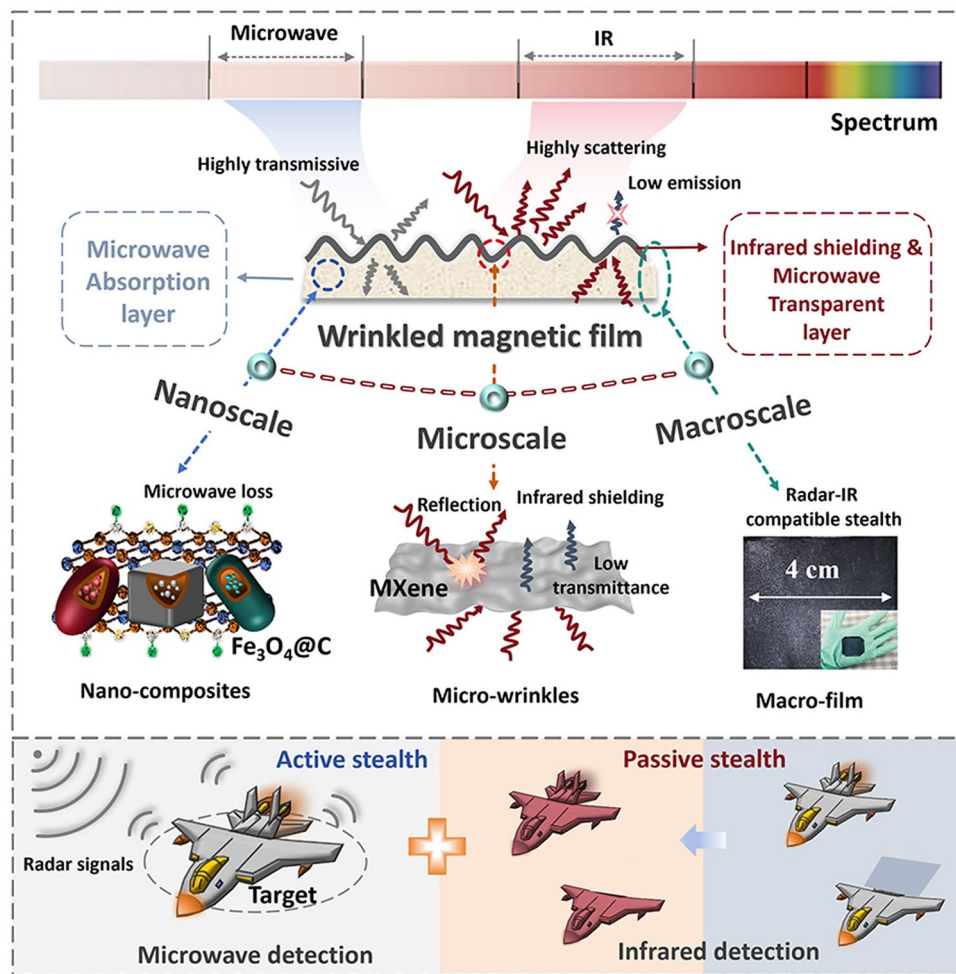 Microwave
IR
Spectrum
Highly transmissive
Highly scattering
Low emission
Microwave
Absorption
layer
Infrared shielding &
Microwave
Transparent
layer
Wrinkled magnetic film
Nanoscale
Microscale
Macroscale
Microwave loss
Fe₃O₄@C
Nano-composites
Reflection
Infrared shielding
MXene
Low
transmittance
Micro-wrinkles
Radar-IR
compatible stealth
4 cm
Macro-film
Active stealth
Passive stealth
Radar signals
Target
Microwave detection
Infrared detection